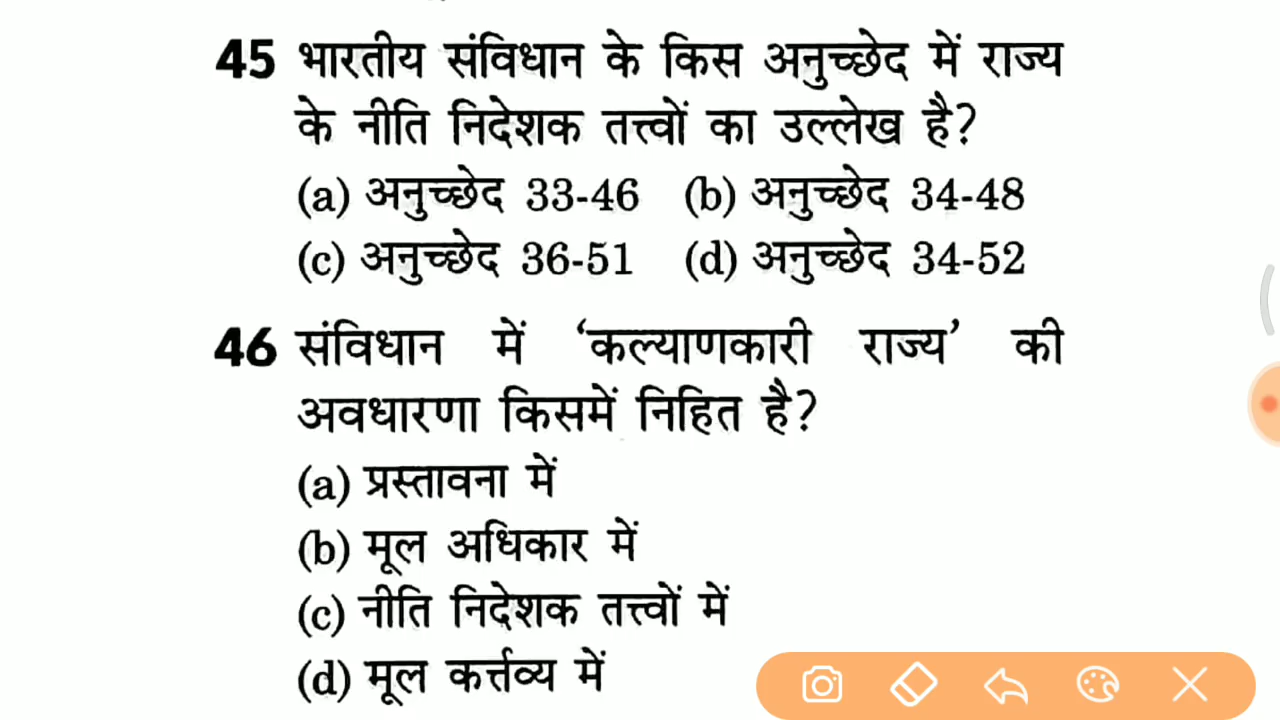 45 भारतीय संविधान के किस अनुच्छेद में राज्य
के नीति निदेशक तत्त्वों का उल्लेख है?
(a) अनुच्छेद 33-46 (b) अनुच्छेद 34-48
(c) अनुच्छेद 36-51 (d) अनुच्छेद 34-52
46 संविधान में ‘कल्याणकारी राज्य’ की
अवधारणा किसमें निहित है?
(a) प्रस्तावना में
(b) मूल अधिकार में
(c) नीति निदेशक तत्त्वों में
(d) मूल कर्त्तव्य में